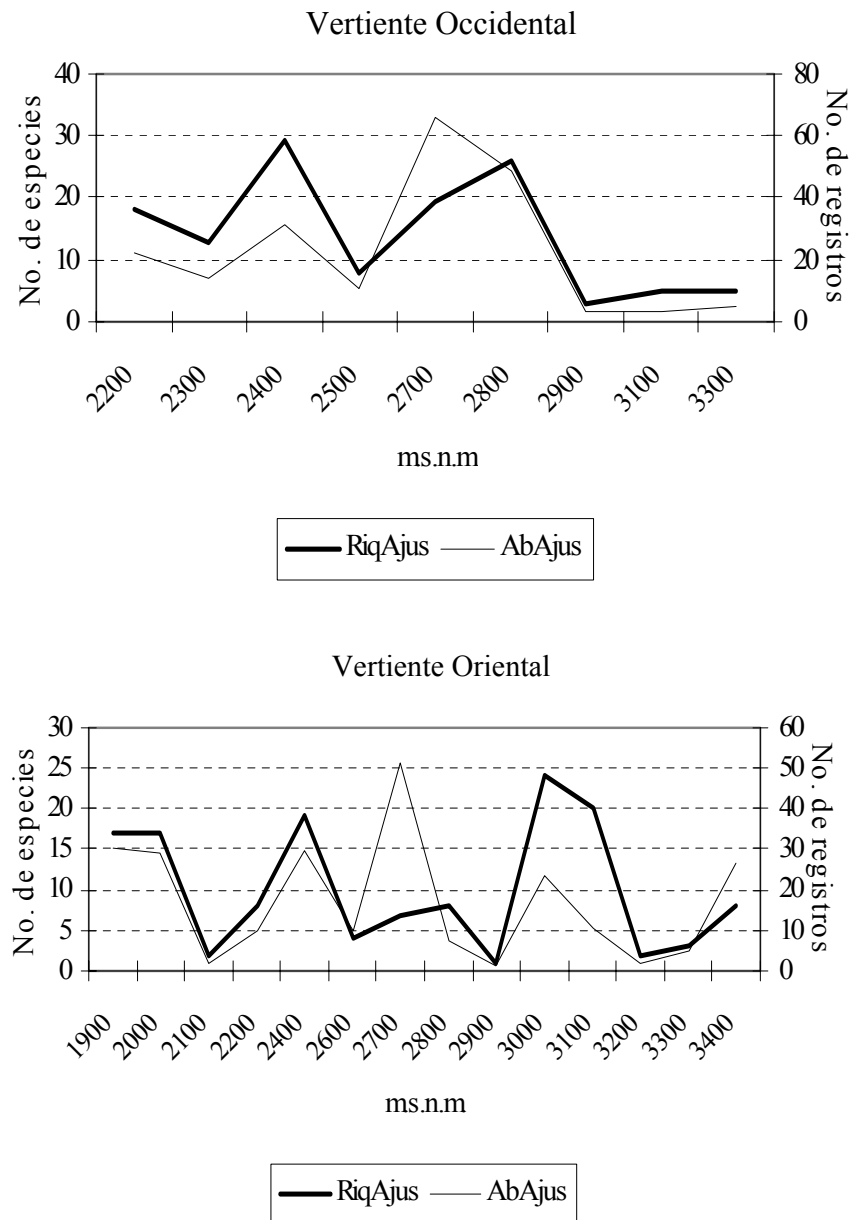 Vertiente Occidental
No. de especies
40
30
20
10
0
80
60
40
20
0
No. de registros
2200 2300 2400 2500 2700 2800 2900 3100 3300
ms.n.m
RiqAjus AbAjus
Vertiente Oriental
No. de especies
30
25
20
15
10
5
0
60
50
40
30
20
10
0
No. de registros
1900 2000 2100 2200 2400 2600 2700 2800 2900 3000 3100 3200 3300 3400
ms.n.m.
RiqAjus AbAjus